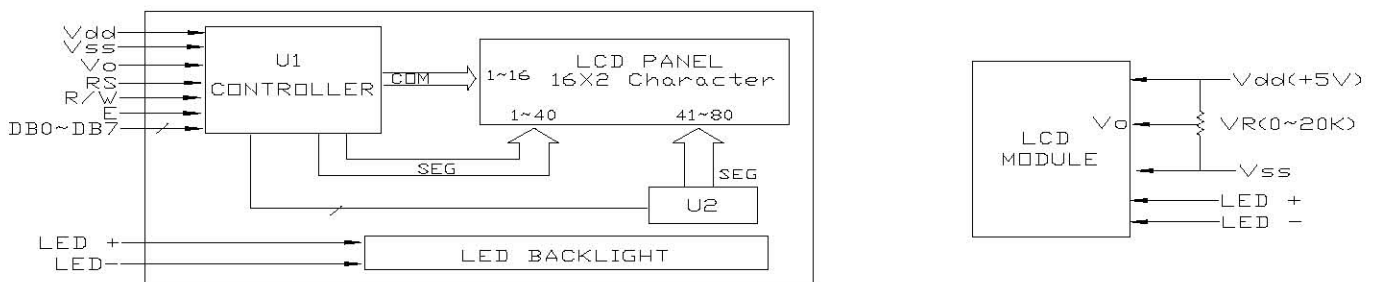 Vdd
Vss
Vo
RS
R/W
E
DB0~DB7
U1
CONTROLLER
COM
1~16
LCD PANEL
16X2 Character
1~40
41~80
SEG
SEG
U2
LED +
LED-
LED BACKLIGHT
LCD
MODULE
Vdd(+5V)
Vo
VR(0~20K)
Vss
LED +
LED -